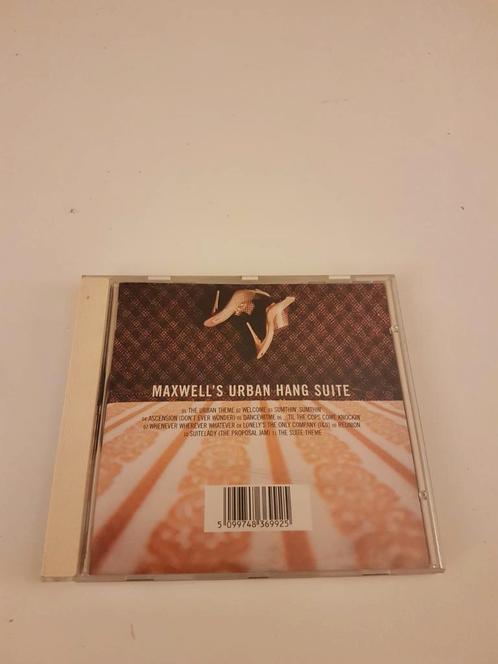 MAXWELL'S URBAN HANG SUITE
01 THE URBAN THEME 02 WELCOME 03 SUMTHIN' SUMTHIN'
04 ASCENSION (DON'T EVER WONDER) 05 DANCEWITME 06 ...TIL THE COPS COME KNOCKIN'
07 WHENEVER WHEREVER WHATEVER 08 LONELY'S THE ONLY COMPANY (I&II) 09 REUNION
10 SUITELADY (THE PROPOSAL JAM) 11 THE SUITE THEME
5 099748 369925